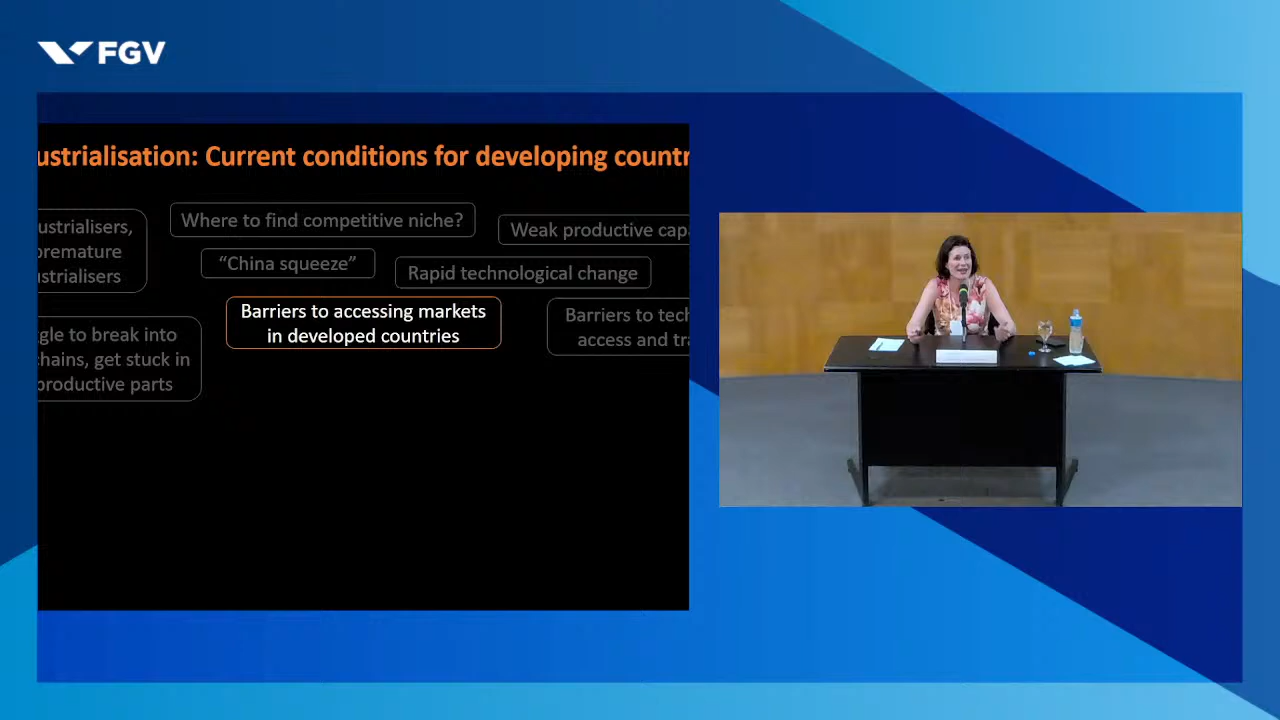 FGV
ustrialisation: Current conditions for developing countr
ustrialisers,
premature
ustrialisers
Where to find competitive niche?
Weak productive capa
“China squeeze”
Rapid technological change
Barriers to accessing markets
in developed countries
Barriers to tech
access and tra
ggle to break into
chains, get stuck in
productive parts